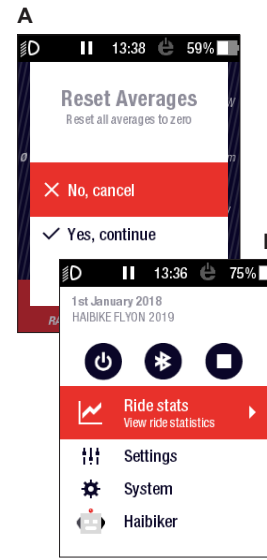 A
13:38 59%
Reset Averages
Reset all averages to zero
No, cancel
Yes, continue
13:36 75%
1st January 2018
HAIBIKE FLYON 2019
Ride stats
View ride statistics
Settings
System
Haibiker